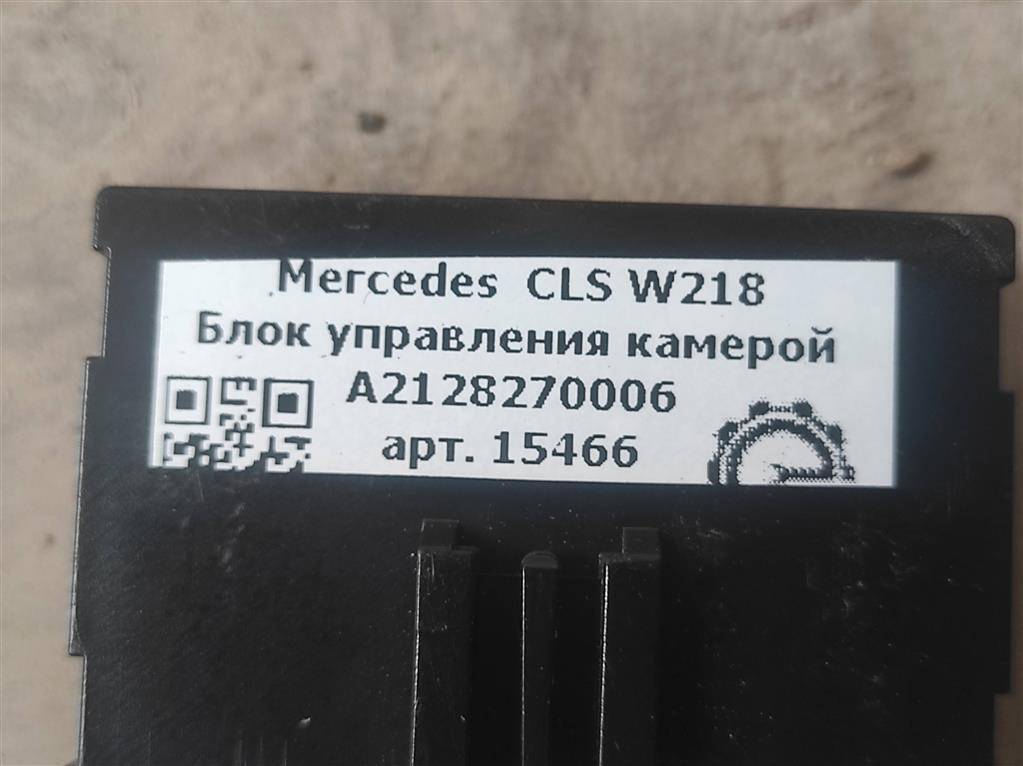 Mercedes CLS W218
Блок управления камерой
A2128270006
арт. 15466